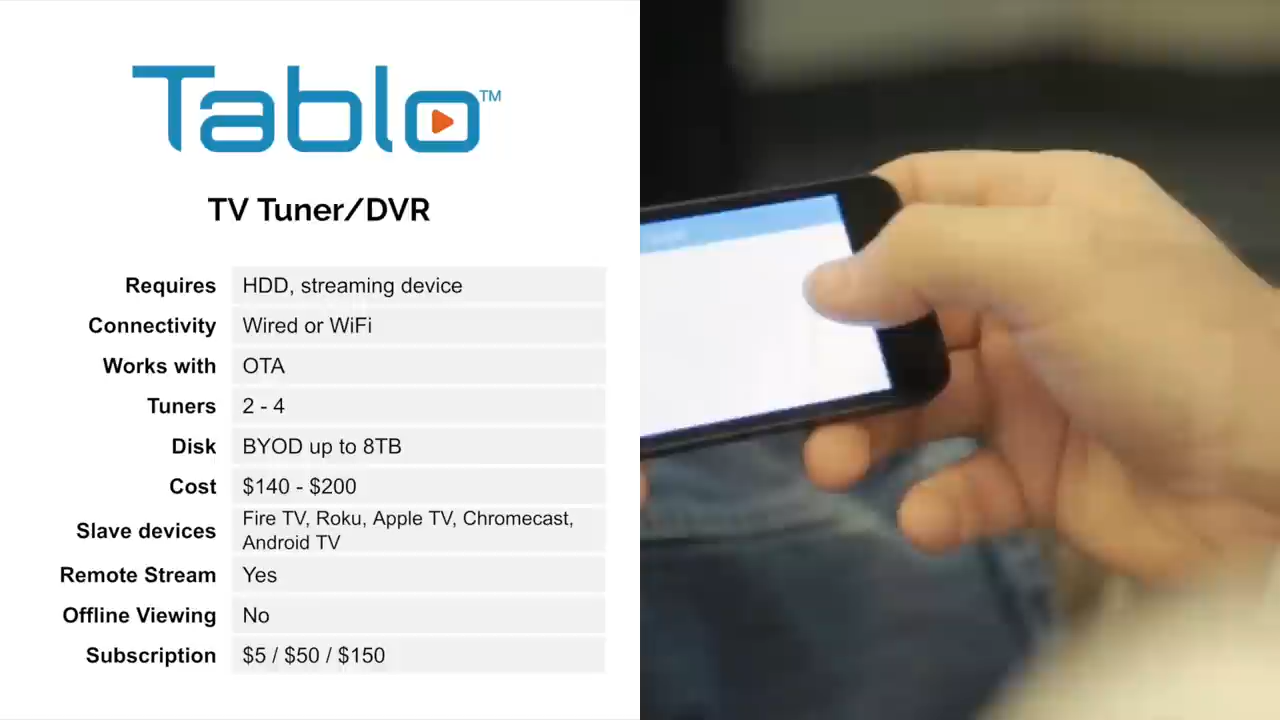 Tablo™
TV Tuner/DVR
Requires HDD, streaming device
Connectivity Wired or WiFi
Works with OTA
Tuners 2 - 4
Disk BYOD up to 8TB
Cost $140 - $200
Slave devices Fire TV, Roku, Apple TV, Chromecast,
Android TV
Remote Stream Yes
Offline Viewing No
Subscription $5 / $50 / $150